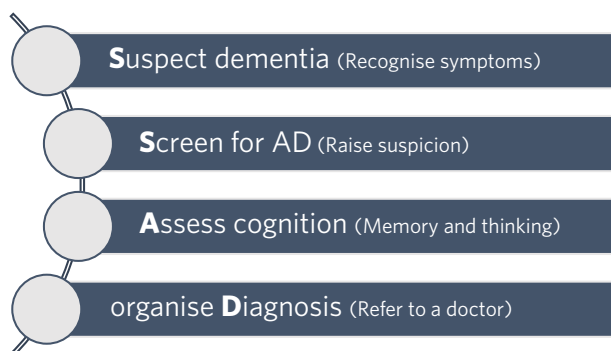 Suspect dementia (Recognise symptoms)
Screen for AD (Raise suspicion)
Assess cognition (Memory and thinking)
organise Diagnosis (Refer to a doctor)